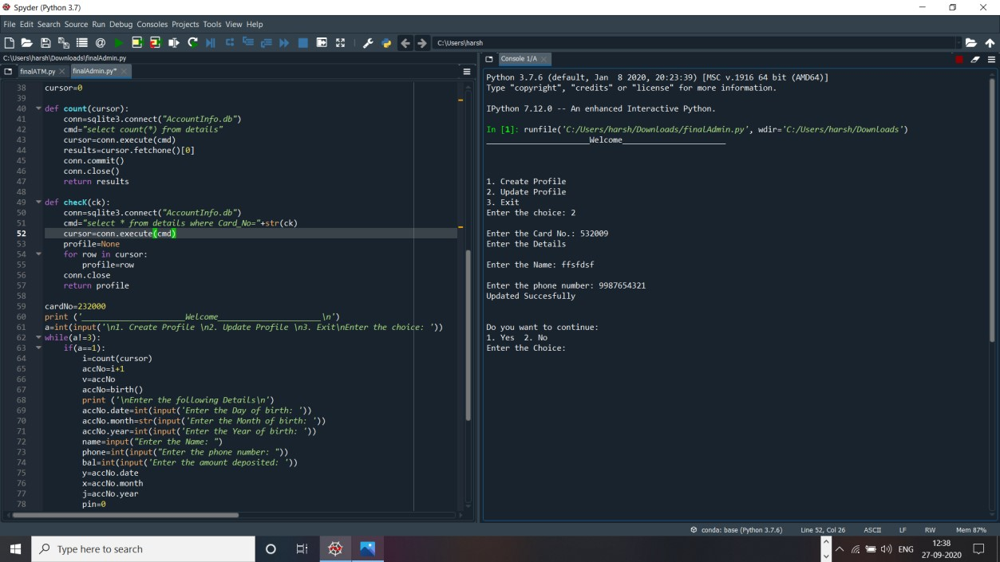 Spyder (Python 3.7)
File Edit Search Source Run Debug Consoles Projects Tools View Help
C:\Users\harsh
C:\Users\harsh\Downloads\finalAdmin.py
finalATM.py
finalAdmin.py*
38 cursor=0
39
40 def count(cursor):
41 conn=sqlite3.connect("AccountInfo.db")
42 cmd="select count(*) from details"
43 cursor=conn.execute(cmd)
44 results=cursor.fetchone()[0]
45 conn.commit()
46 conn.close()
47 return results
48
49 def checK(ck):
50 conn=sqlite3.connect("AccountInfo.db")
51 cmd="select * from details where Card_No="+str(ck)
52 cursor=conn.execute(cmd)
53 profile=None
54 for row in cursor:
55 profile=row
56 conn.close
57 return profile
58
59 cardNo=232000
60 print ('______________________Welcome______________________\n')
61 a=int(input('\n1. Create Profile \n2. Update Profile \n3. Exit\nEnter the choice: '))
62 while(a!=3):
63 if(a==1):
64 i=count(cursor)
65 accNo=i+1
66 v=accNo
67 accNo=birth()
68 print ('\nEnter the following Details\n')
69 accNo.date=int(input('Enter the Day of birth: '))
70 accNo.month=str(input('Enter the Month of birth: '))
71 accNo.year=int(input('Enter the Year of birth: '))
72 name=input("Enter the Name: ")
73 phone=int(input("Enter the phone number: "))
74 bal=int(input('Enter the amount deposited: '))
75 y=accNo.date
76 x=accNo.month
77 j=accNo.year
78 pin=0
Console 1/A
Python 3.7.6 (default, Jan  8 2020, 20:23:39) [MSC v.1916 64 bit (AMD64)]
Type "copyright", "credits" or "license" for more information.
IPython 7.12.0 -- An enhanced Interactive Python.
In [1]: runfile('C:/Users/harsh/Downloads/finalAdmin.py', wdir='C:/Users/harsh/Downloads')
______________________Welcome______________________
1. Create Profile
2. Update Profile
3. Exit
Enter the choice: 2
Enter the Card No.: 532009
Enter the Details
Enter the Name: ffsfdsf
Enter the phone number: 9987654321
Updated Succesfully
Do you want to continue:
1. Yes  2. No
Enter the Choice:
conda: base (Python 3.7.6) Line 52, Col 26 ASCII LF RW Mem 87%
Type here to search
ENG
12:38
27-09-2020